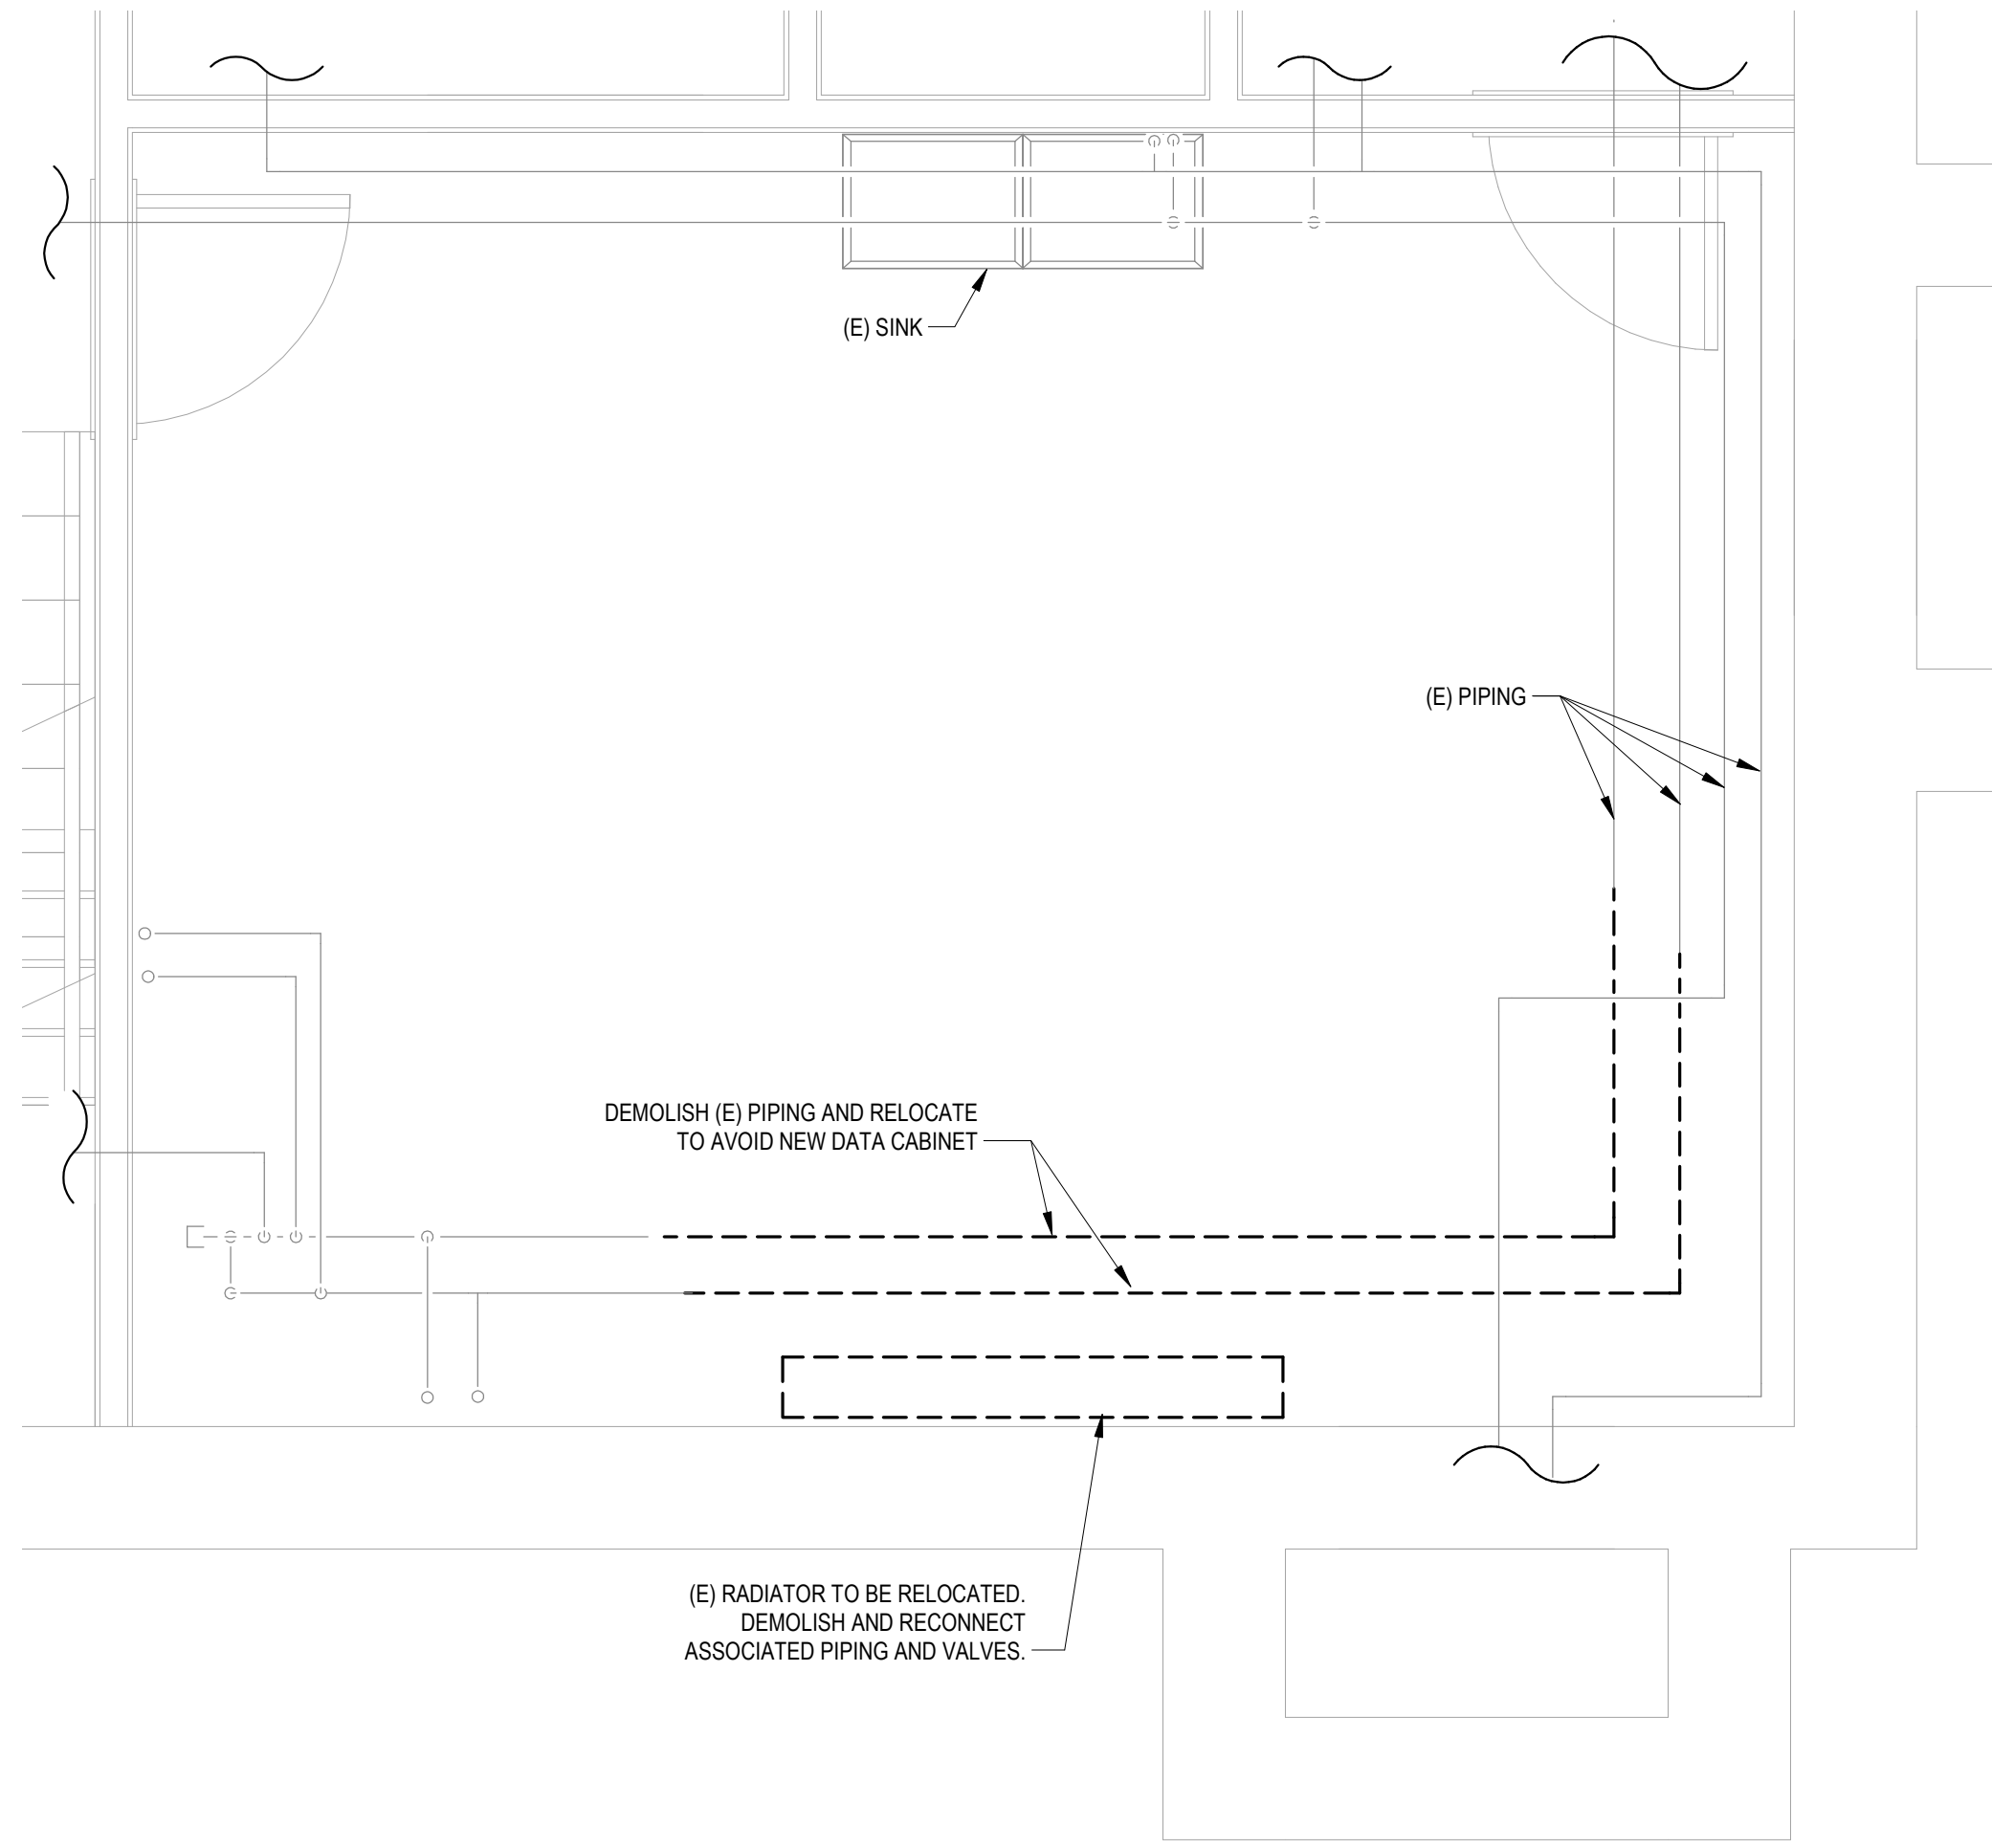 (E) SINK
(E) PIPING
DEMOLISH (E) PIPING AND RELOCATE
TO AVOID NEW DATA CABINET
(E) RADIATOR TO BE RELOCATED.
DEMOLISH AND RECONNECT
ASSOCIATED PIPING AND VALVES.